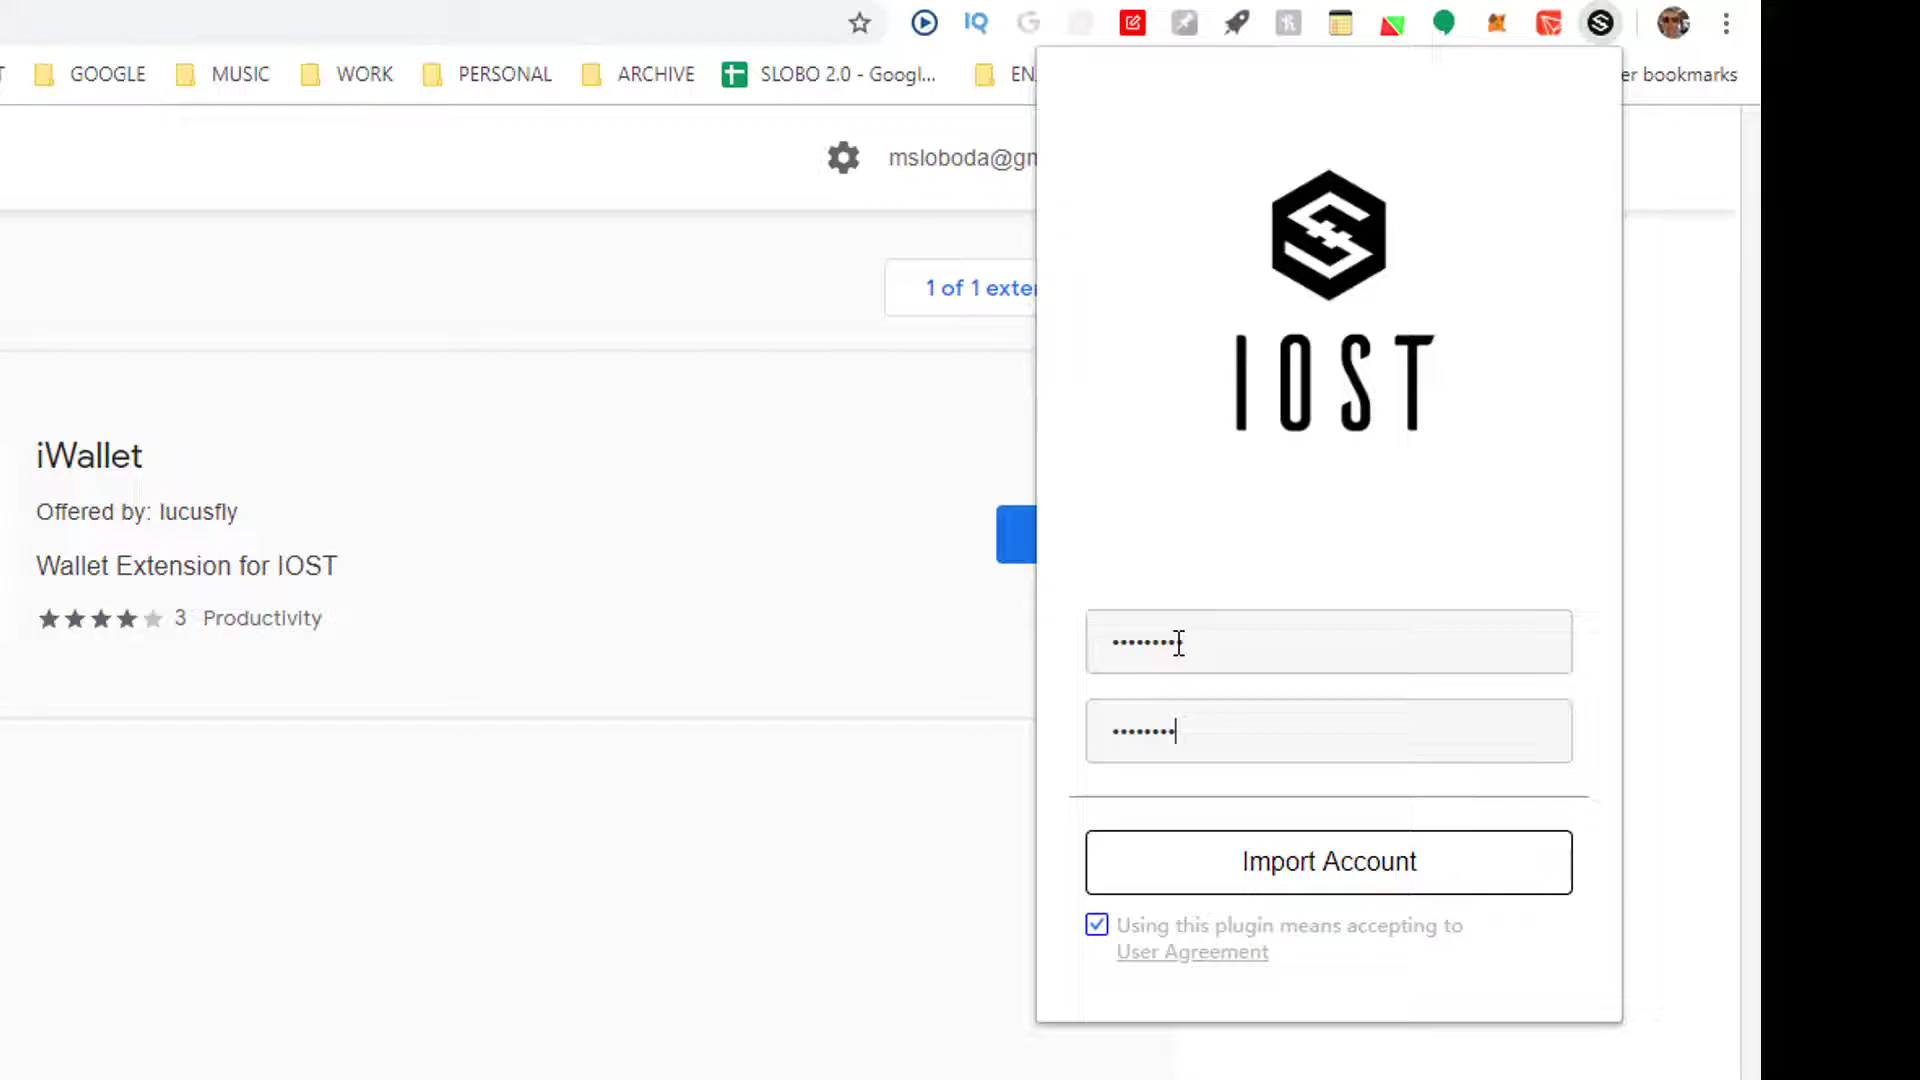 GOOGLE
MUSIC
WORK
PERSONAL
ARCHIVE
SLOBO 2.0 - Googl...
EN
er bookmarks
msloboda@gm
1 of 1 exte
iWallet
Offered by: lucusfly
Wallet Extension for IOST
3 Productivity
IOST
Import Account
Using this plugin means accepting to
User Agreement